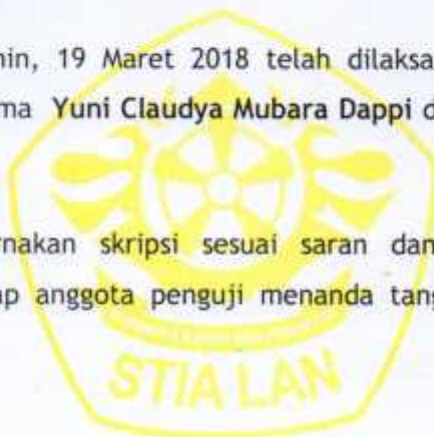 nin, 19 Maret 2018 telah dilaksa
ma Yuni Claudya Mubara Dappi d
rnakan skripsi sesuai saran dan
ap anggota penguji menanda tang
STIA LAN